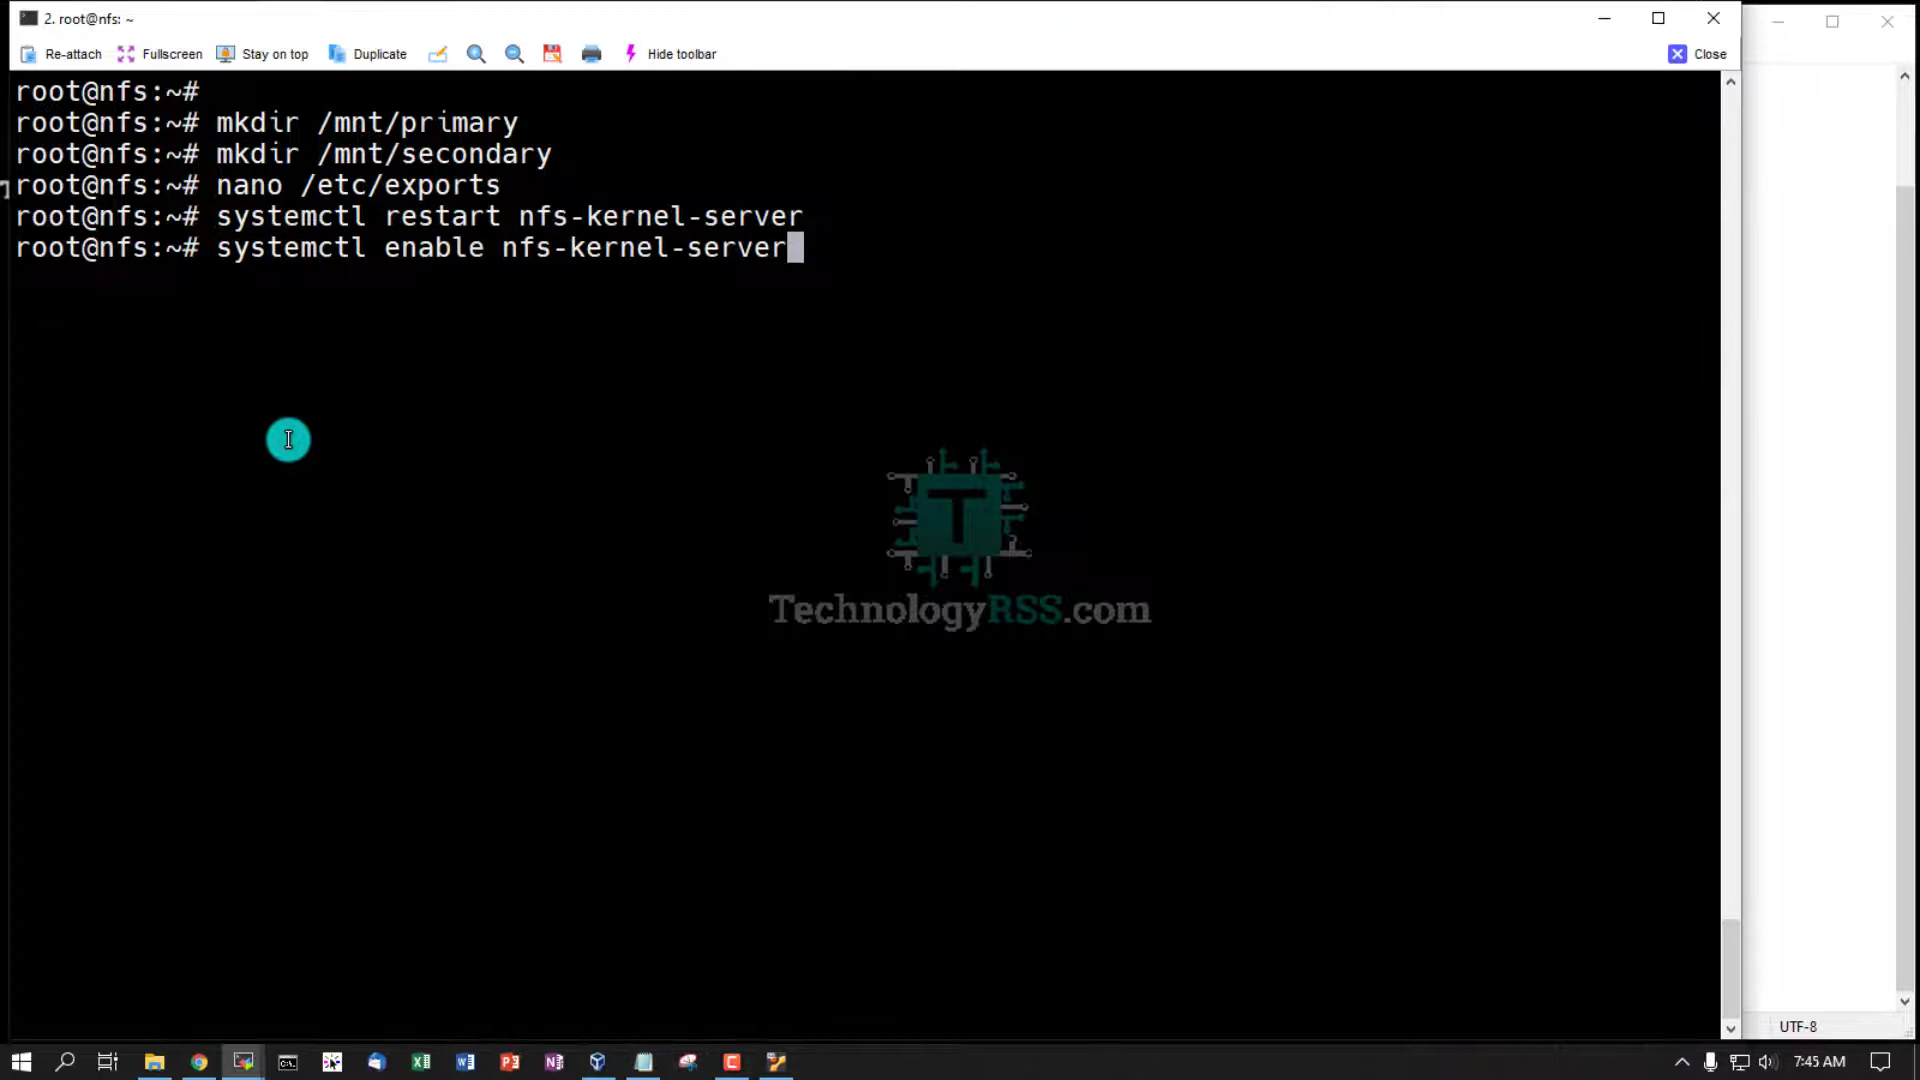 2. root@nfs: ~
Re-attach Fullscreen Stay on top Duplicate Hide toolbar Close
root@nfs:~#
root@nfs:~# mkdir /mnt/primary
root@nfs:~# mkdir /mnt/secondary
root@nfs:~# nano /etc/exports
root@nfs:~# systemctl restart nfs-kernel-server
root@nfs:~# systemctl enable nfs-kernel-server
T
TechnologyRSS.com
UTF-8
7:45 AM